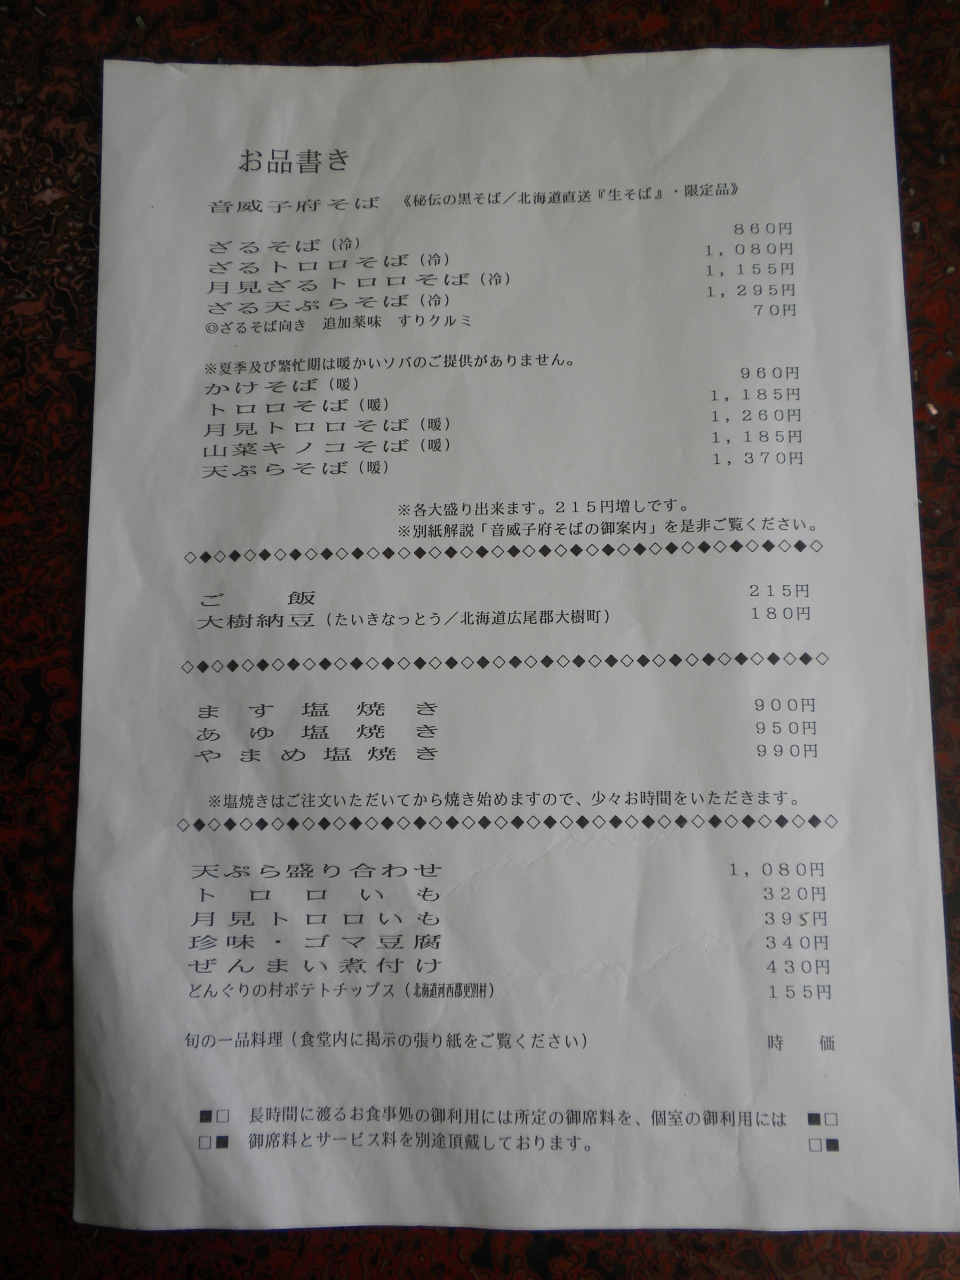 お品書き
音威子府そば 《秘伝の黒そば／北海道直送『生そば』・限定品》
ざるそば（冷） ８６０円
ざるトロロそば（冷） １，０８０円
月見ざるトロロそば（冷） １，１５５円
ざる天ぷらそば（冷） １，２９５円
◎ざるそば向き 追加薬味 すりクルミ ７０円
※夏季及び繁忙期は暖かいソバのご提供がありません。
かけそば（暖） ９６０円
トロロそば（暖） １，１８５円
月見トロロそば（暖） １，２６０円
山菜キノコそば（暖） １，１８５円
天ぷらそば（暖） １，３７０円
※各大盛り出来ます。２１５円増しです。
※別紙解説「音威子府そばの御案内」を是非ご覧ください。
◇◆◇◆◇◆◇◆◇◆◇◆◇◆◇◆◇◆◇◆◇◆◇◆◇◆◇◆◇◆◇◆◇◆◇◆◇◆◇◆◇
ご 飯 ２１５円
大樹納豆（たいきなっとう／北海道広尾郡大樹町） １８０円
◇◆◇◆◇◆◇◆◇◆◇◆◇◆◇◆◇◆◇◆◇◆◇◆◇◆◇◆◇◆◇◆◇◆◇◆◇◆◇◆◇
ます塩焼き ９００円
あゆ塩焼き ９５０円
やまめ塩焼き ９９０円
※塩焼きはご注文いただいてから焼き始めますので、少々お時間をいただきます。
◇◆◇◆◇◆◇◆◇◆◇◆◇◆◇◆◇◆◇◆◇◆◇◆◇◆◇◆◇◆◇◆◇◆◇◆◇◆◇◆◇
天ぷら盛り合わせ １，０８０円
トロロいも ３２０円
月見トロロいも ３９５円
珍味・ゴマ豆腐 ３４０円
ぜんまい煮付け ４３０円
どんぐりの村ポテトチップス（北海道河西郡更別村） １５５円
旬の一品料理（食堂内に掲示の張り紙をご覧ください） 時 価
■□ 長時間に渡るお食事処の御利用には所定の御席料を、個室の御利用には ■□
□■ 御席料とサービス料を別途頂戴しております。 □■